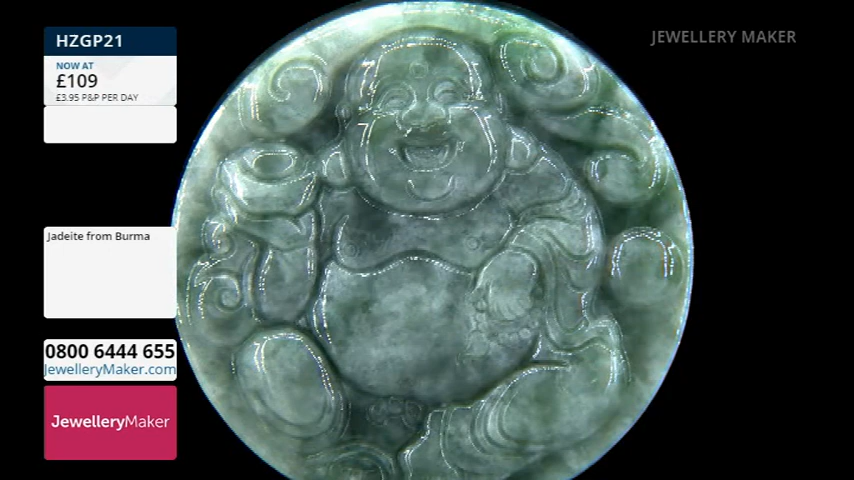 HZGP21
NOW AT
£109
£3.95 P&P PER DAY
Jadeite from Burma
0800 6444 655
JewelleryMaker.com
JewelleryMaker
JEWELLERY MAKER